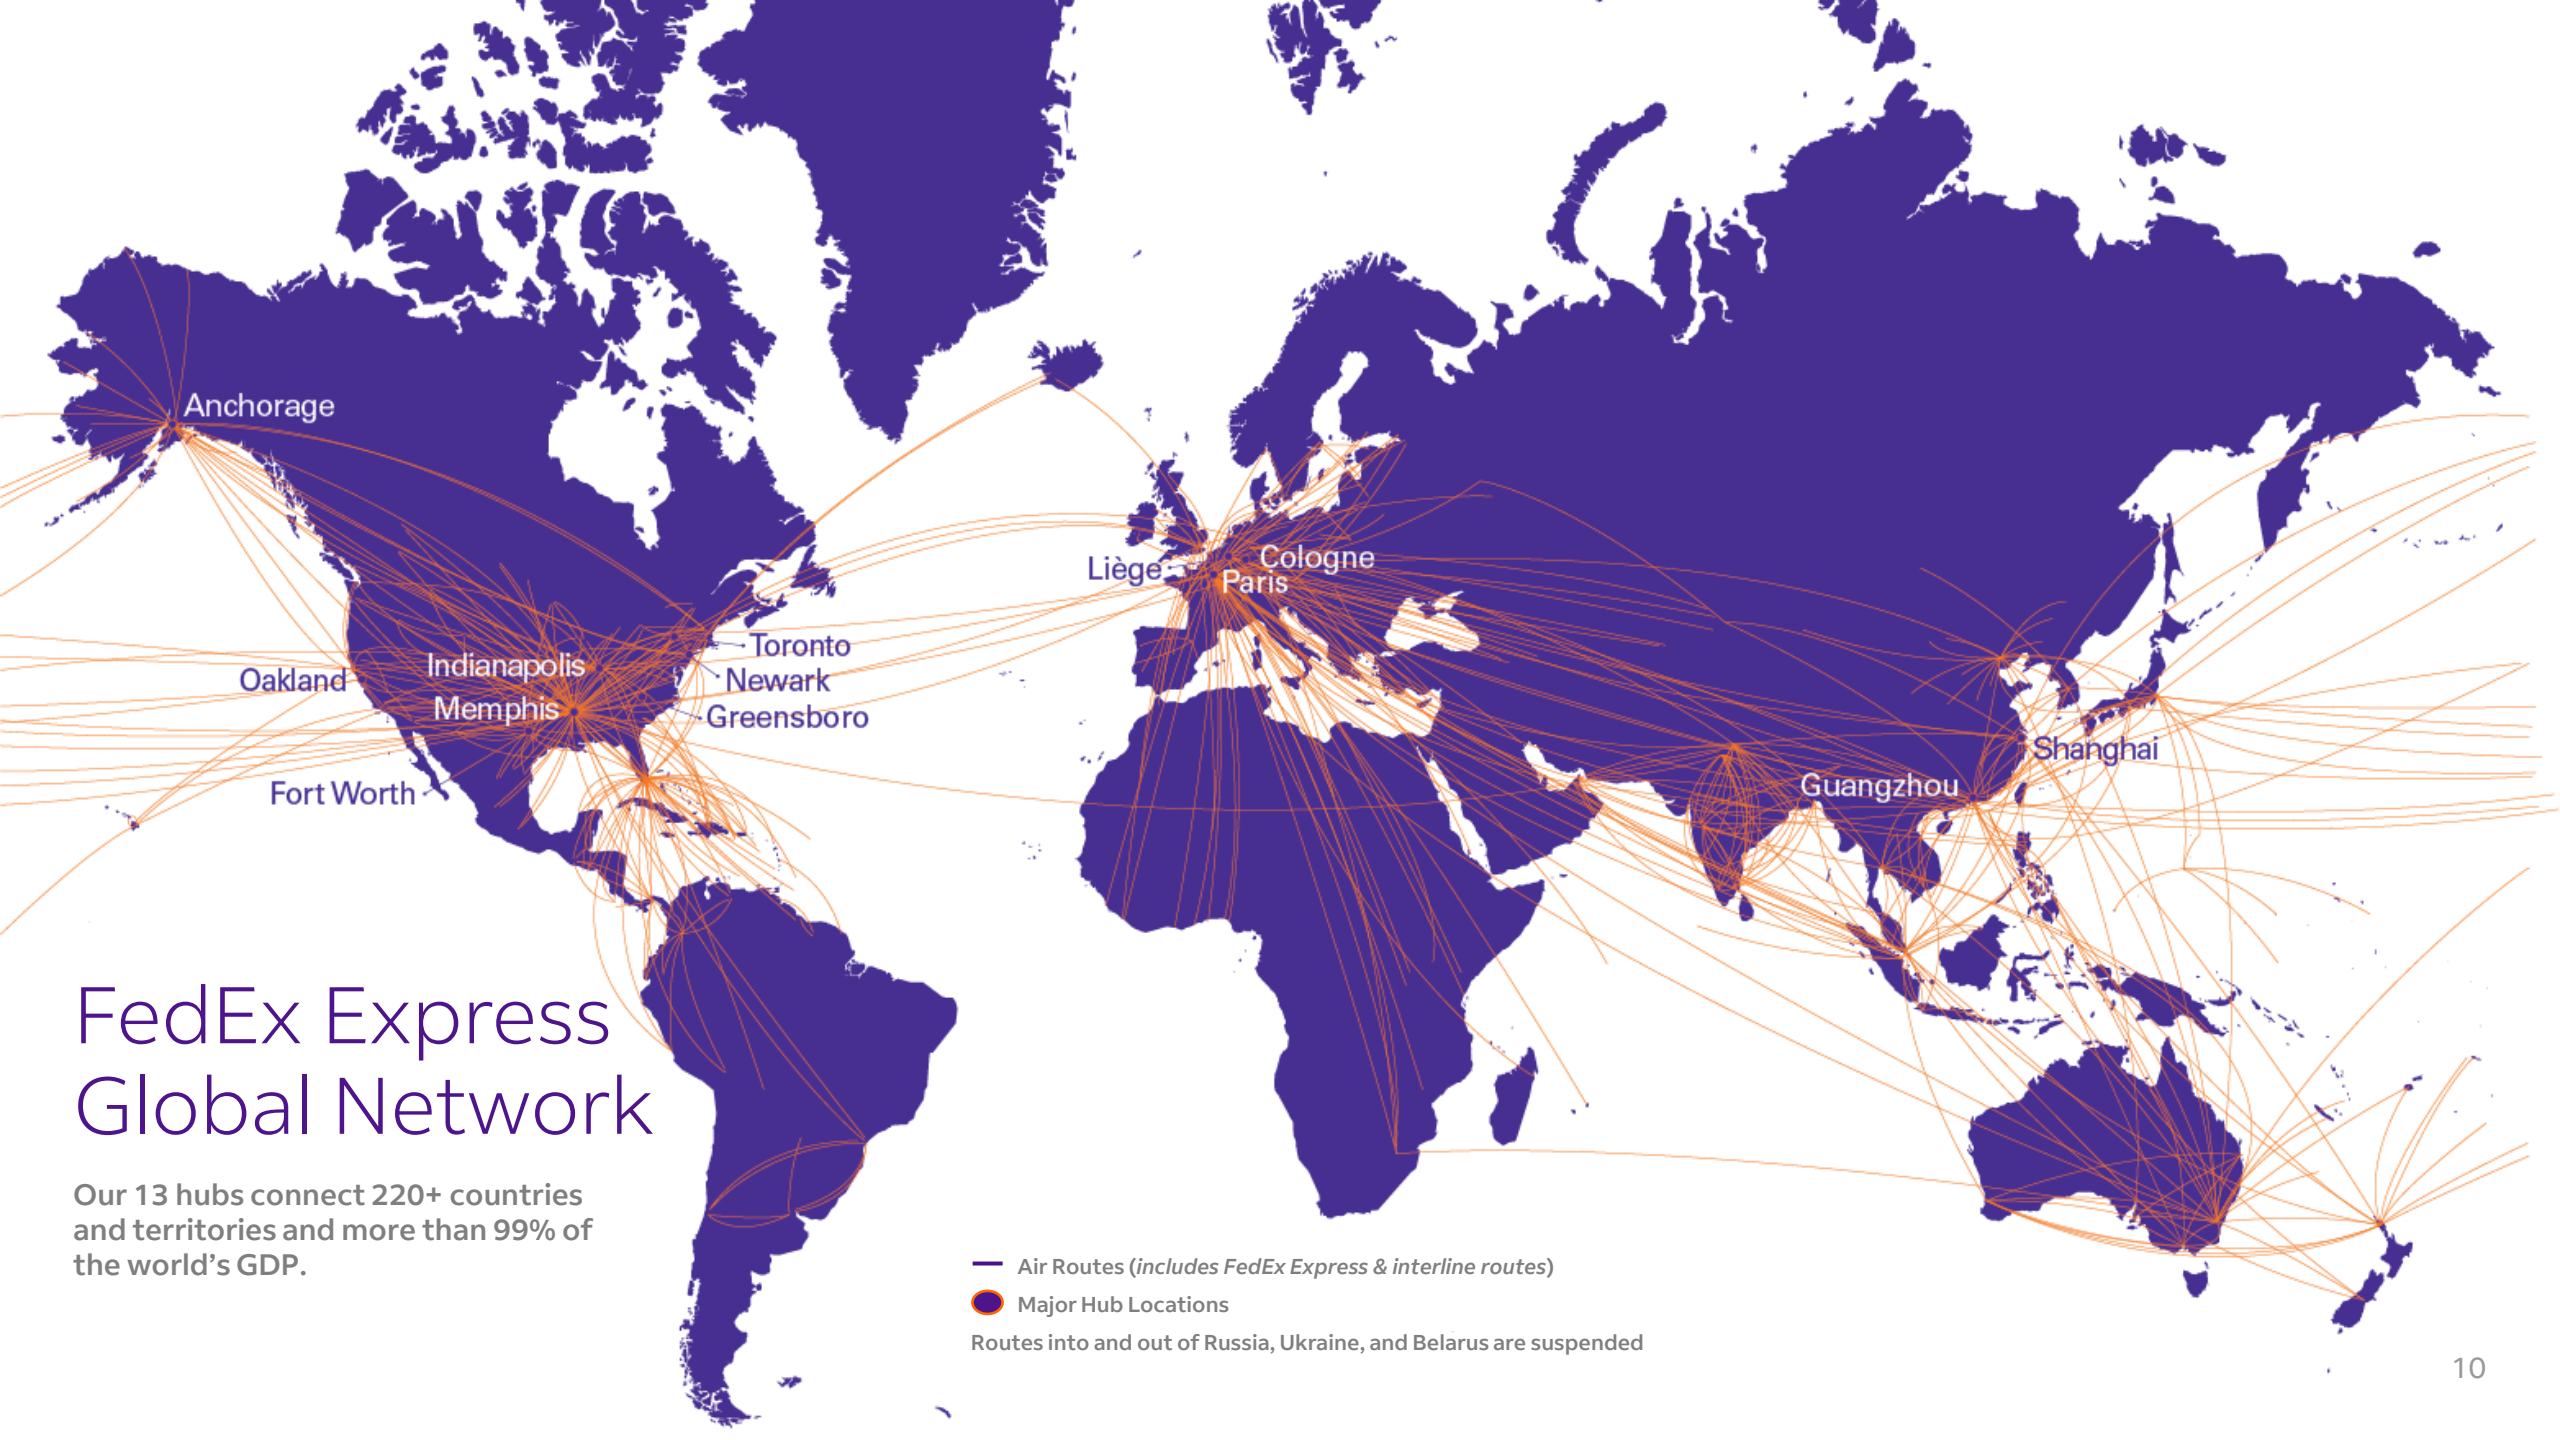 Anchorage
Liège
Cologne
Paris
Toronto
Indianapolis
Oakland
Newark
Memphis
Greensboro
Shanghai
Guangzhou
Fort Worth
FedEx Express
Global Network
Our 13 hubs connect 220+ countries
and territories and more than 99% of
the world’s GDP.
Air Routes (includes FedEx Express & interline routes)
Major Hub Locations
Routes into and out of Russia, Ukraine, and Belarus are suspended
10